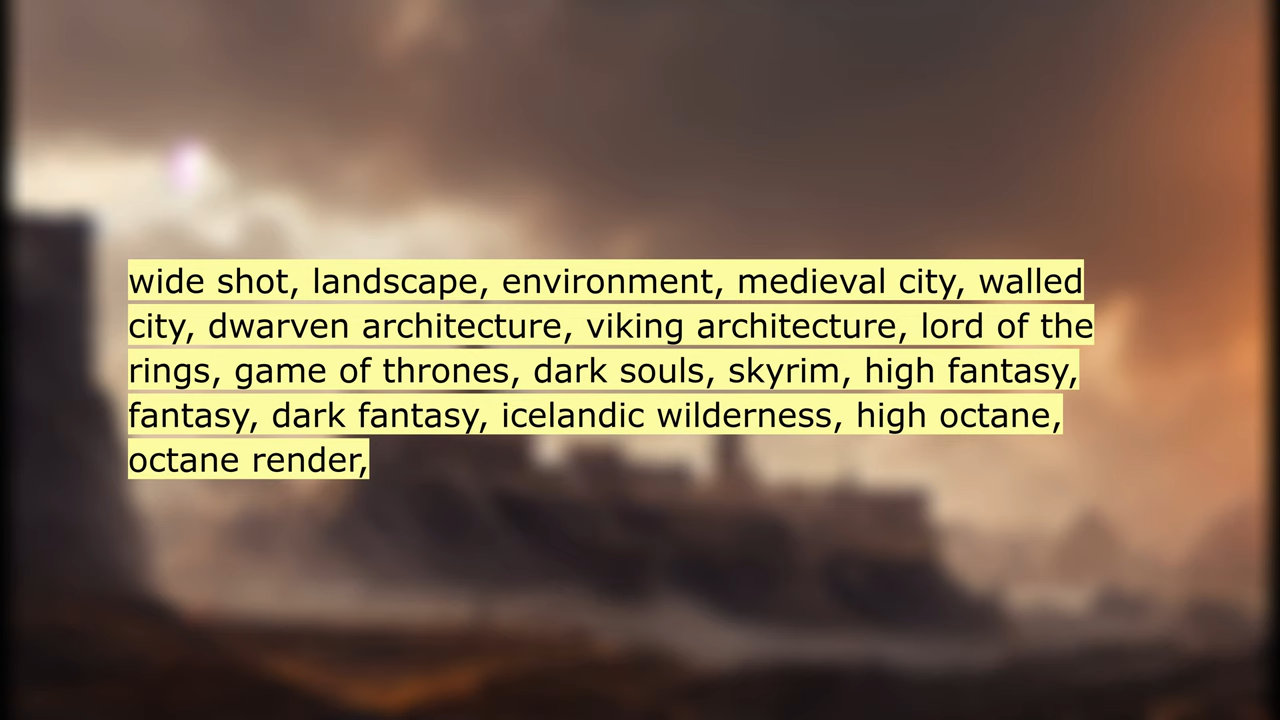 wide shot, landscape, environment, medieval city, walled
city, dwarven architecture, viking architecture, lord of the
rings, game of thrones, dark souls, skyrim, high fantasy,
fantasy, dark fantasy, icelandic wilderness, high octane,
octane render,